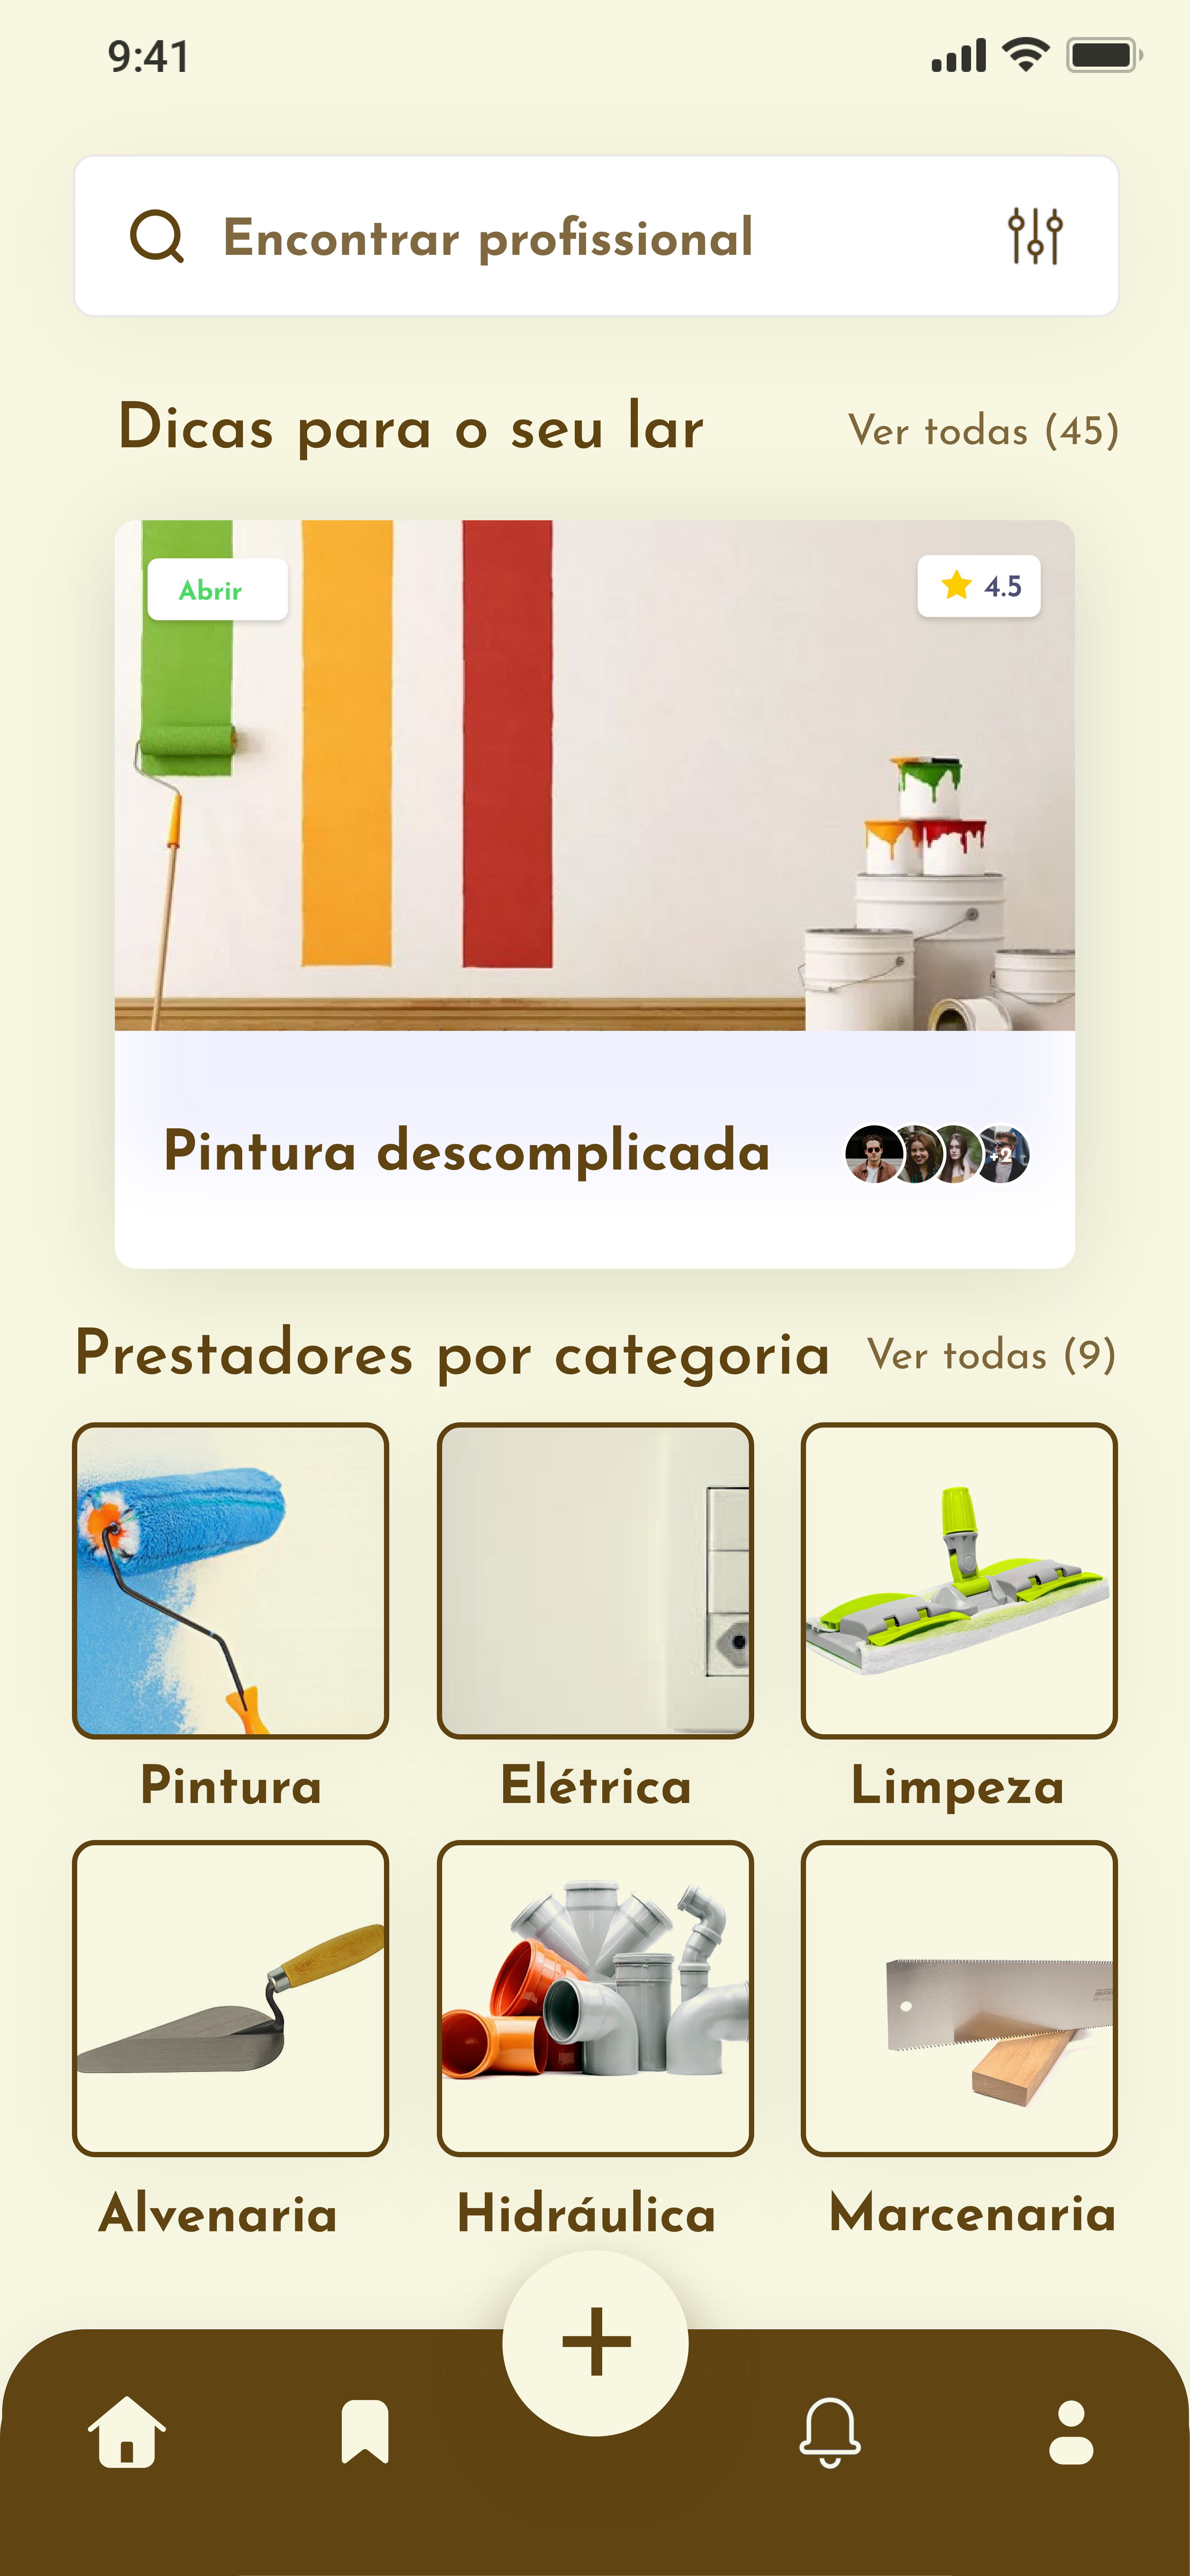 9:41
Encontrar profissional
Dicas para o seu lar
Ver todas (45)
Abrir
4.5
Pintura descomplicada
+2
Prestadores por categoria
Ver todas (9)
Pintura
Elétrica
Limpeza
Alvenaria
Hidráulica
Marcenaria